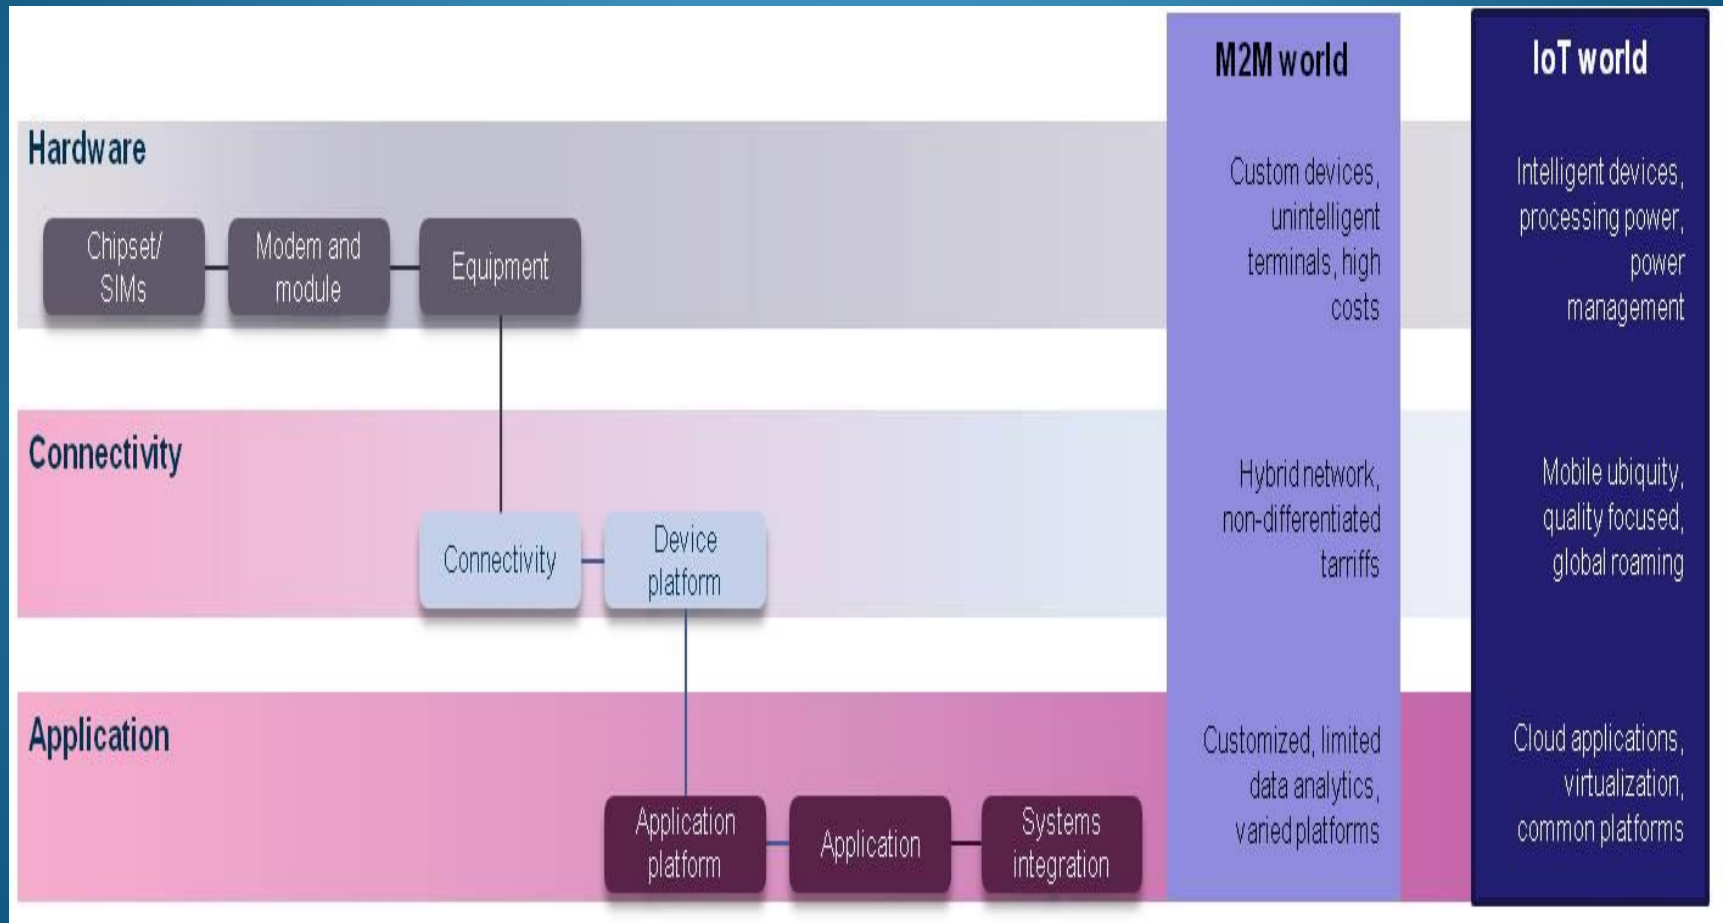 M2M world
IoT world
Hardware
Chipset/
SIMs
Modem and
module
Equipment
Custom devices,
unintelligent
terminals, high
costs
Intelligent devices,
processing power,
power
management
Connectivity
Connectivity
Device
platform
Hybrid network,
non-differentiated
tarriffs
Mobile ubiquity,
quality focused,
global roaming
Application
Application
platform
Application
Systems
integration
Customized, limited
data analytics,
varied platforms
Cloud applications,
virtualization,
common platforms